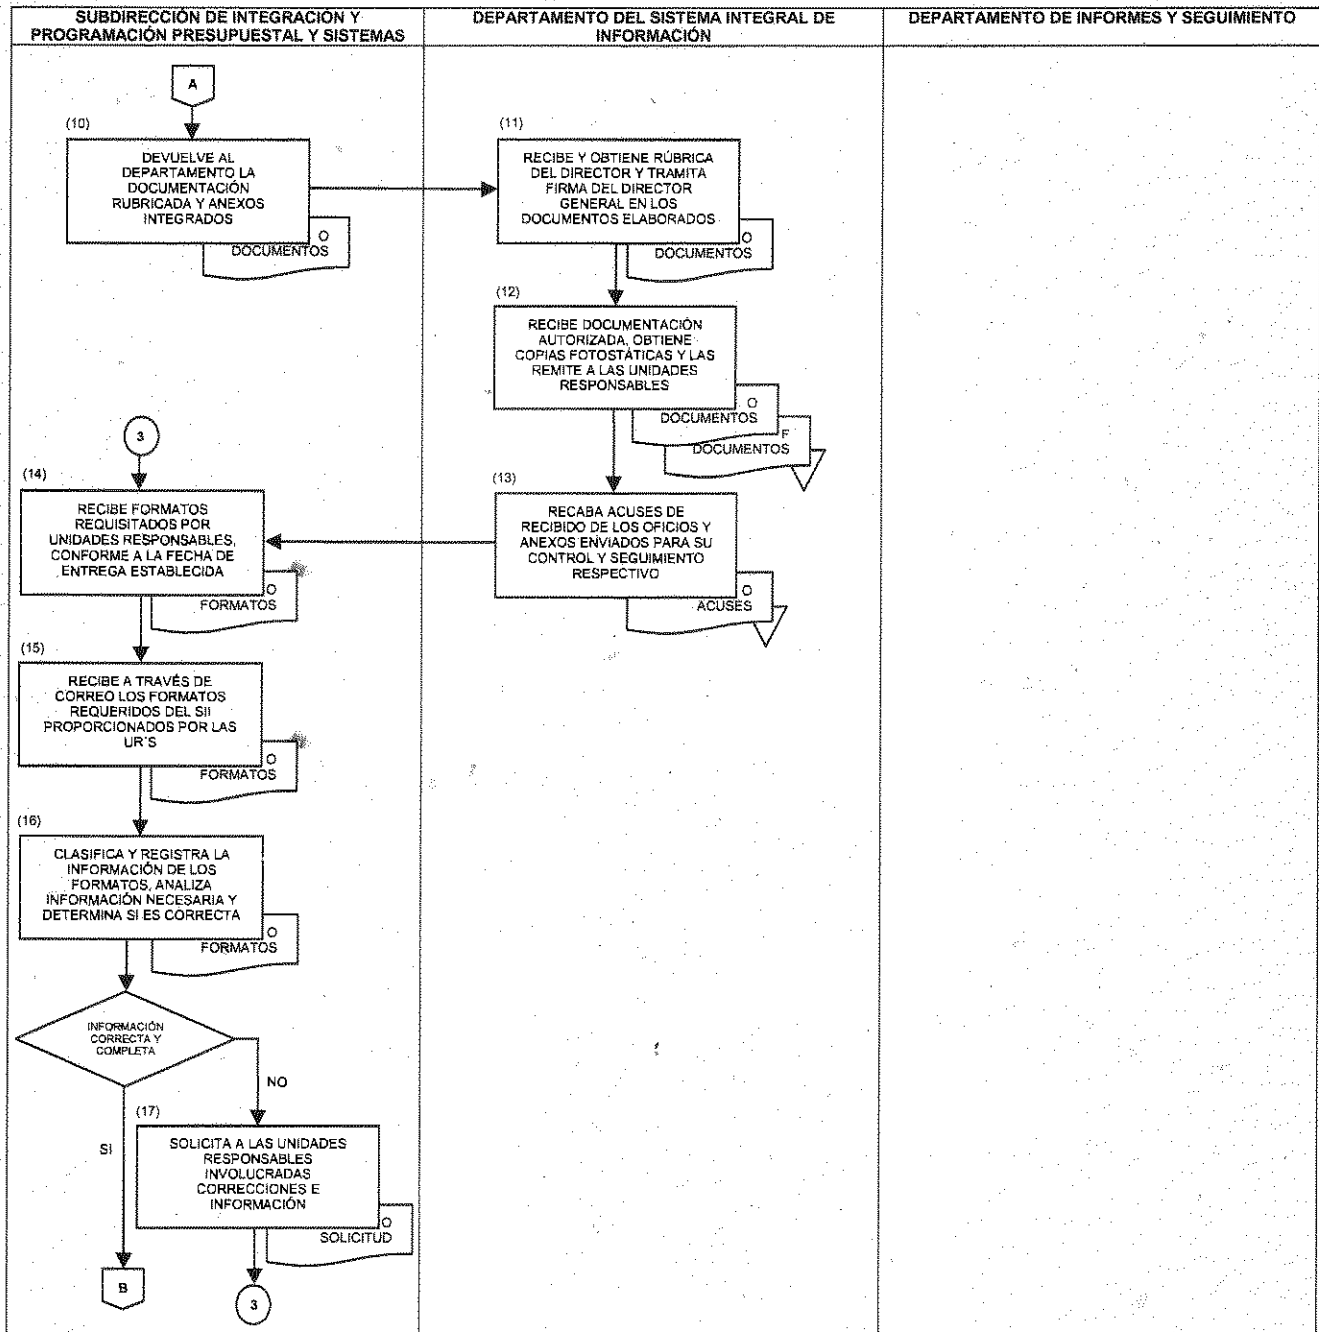 SUBDIRECCIÓN DE INTEGRACIÓN Y
PROGRAMACIÓN PRESUPUESTAL Y SISTEMAS
DEPARTAMENTO DEL SISTEMA INTEGRAL DE
INFORMACIÓN
DEPARTAMENTO DE INFORMES Y SEGUIMIENTO
A
(10)
DEVUELVE AL
DEPARTAMENTO LA
DOCUMENTACIÓN
RUBRICADA Y ANEXOS
INTEGRADOS
O
DOCUMENTOS
(11)
RECIBE Y OBTIENE RÚBRICA
DEL DIRECTOR Y TRAMITA
FIRMA DEL DIRECTOR
GENERAL EN LOS
DOCUMENTOS ELABORADOS
O
DOCUMENTOS
(12)
RECIBE DOCUMENTACIÓN
AUTORIZADA, OBTIENE
COPIAS FOTOSTÁTICAS Y LAS
REMITE A LAS UNIDADES
RESPONSABLES
O
DOCUMENTOS
F
DOCUMENTOS
(13)
RECABA ACUSES DE
RECIBIDO DE LOS OFICIOS Y
ANEXOS ENVIADOS PARA SU
CONTROL Y SEGUIMIENTO
RESPECTIVO
O
ACUSES
3
(14)
RECIBE FORMATOS
REQUISITADOS POR
UNIDADES RESPONSABLES,
CONFORME A LA FECHA DE
ENTREGA ESTABLECIDA
O
FORMATOS
(15)
RECIBE A TRAVÉS DE
CORREO LOS FORMATOS
REQUERIDOS DEL SII
PROPORCIONADOS POR LAS
UR'S
O
FORMATOS
(16)
CLASIFICA Y REGISTRA LA
INFORMACIÓN DE LOS
FORMATOS, ANALIZA
INFORMACIÓN NECESARIA Y
DETERMINA SI ES CORRECTA
O
FORMATOS
INFORMACIÓN
CORRECTA Y
COMPLETA
NO
SI
(17)
SOLICITA A LAS UNIDADES
RESPONSABLES
INVOLUCRADAS
CORRECCIONES E
INFORMACIÓN
O
SOLICITUD
B
3